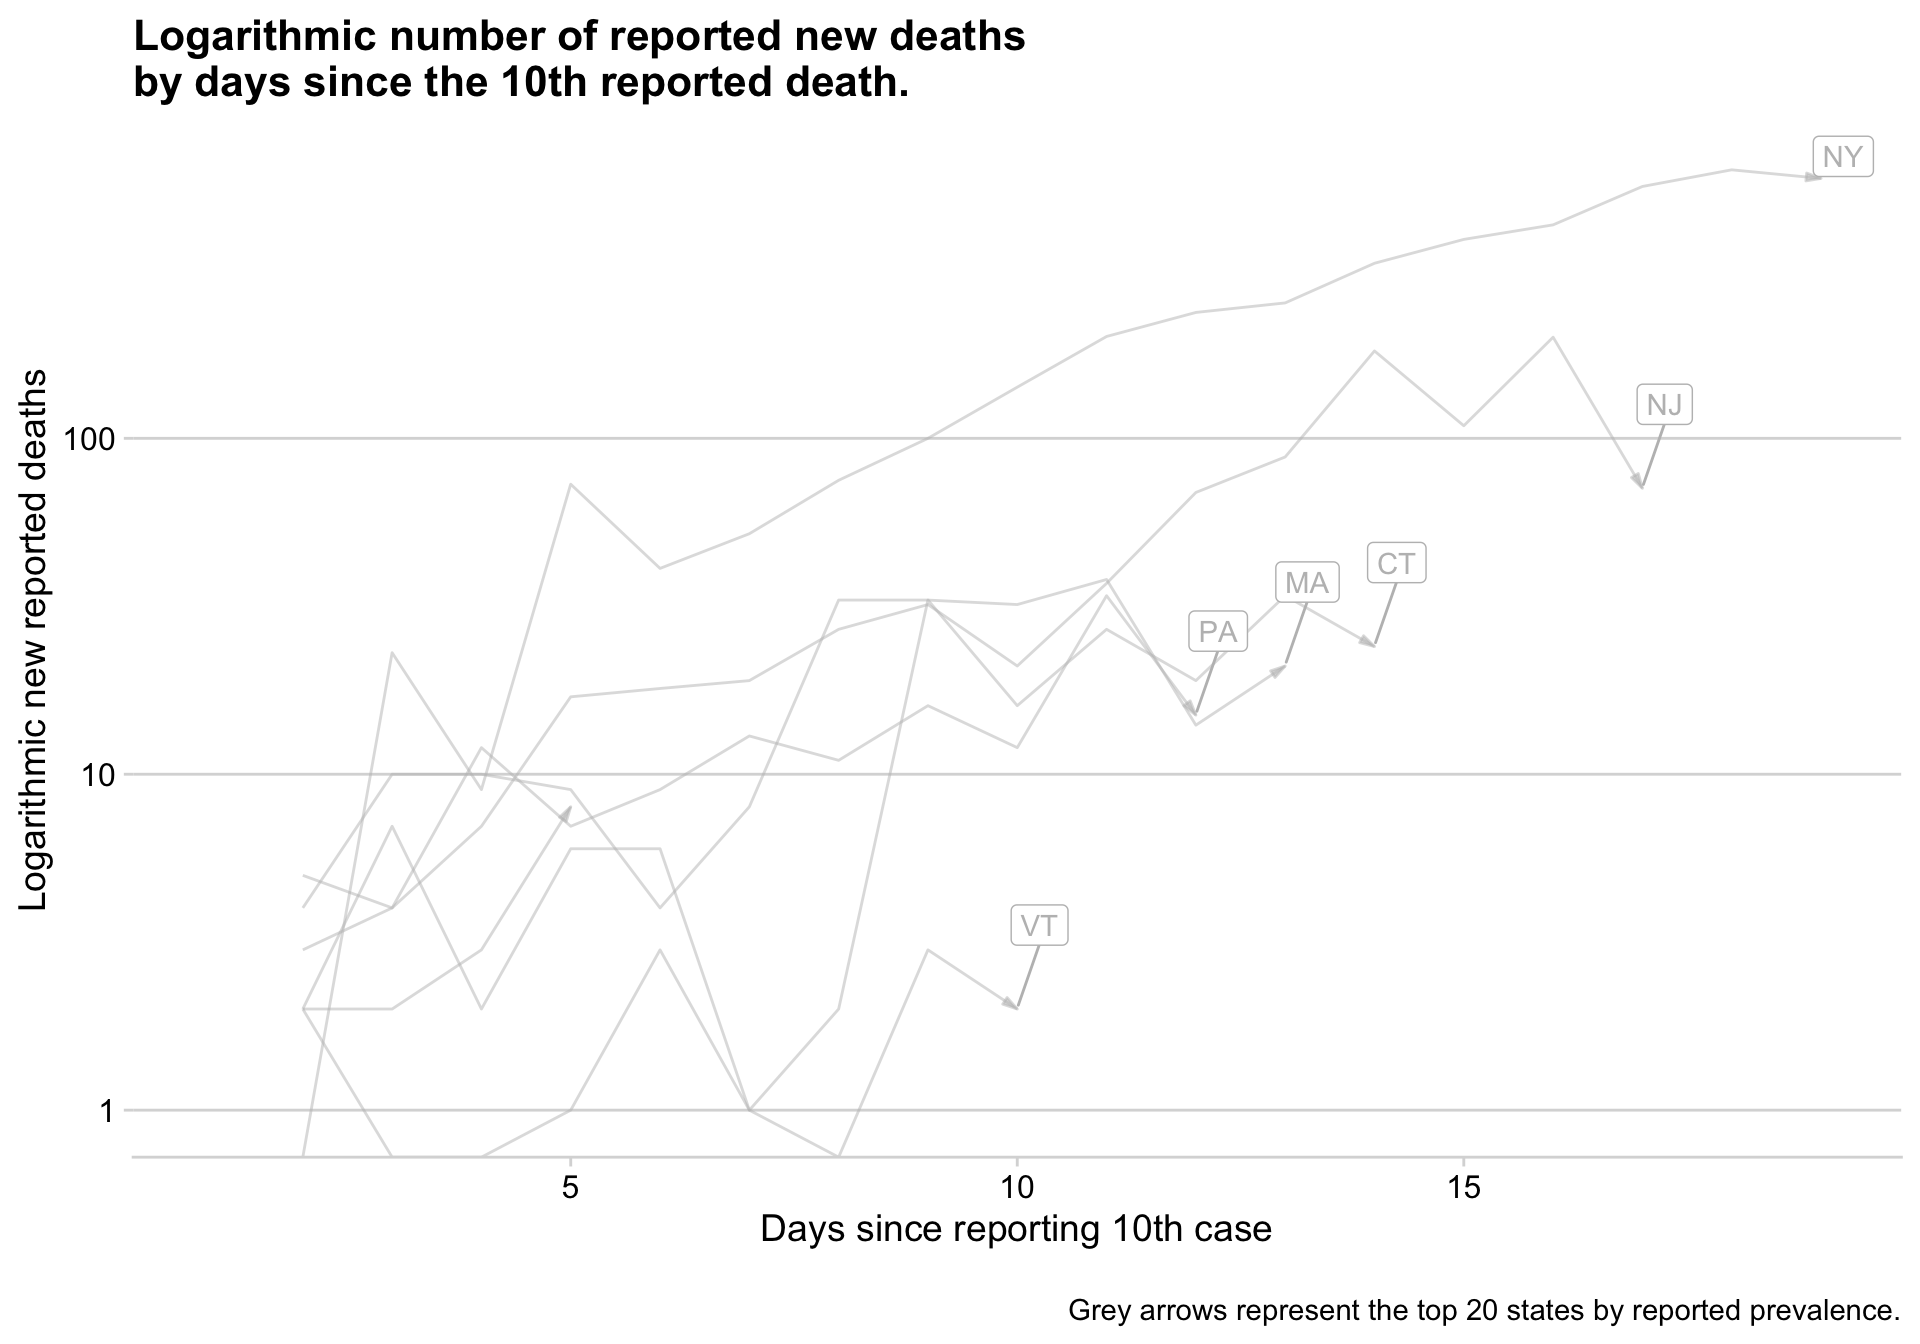 Logarithmic number of reported new deaths
by days since the 10th reported death.
NY
NJ
CT
MA
PA
VT
Logarithmic new reported deaths
100
10
1
5
10
15
Days since reporting 10th case
Grey arrows represent the top 20 states by reported prevalence.